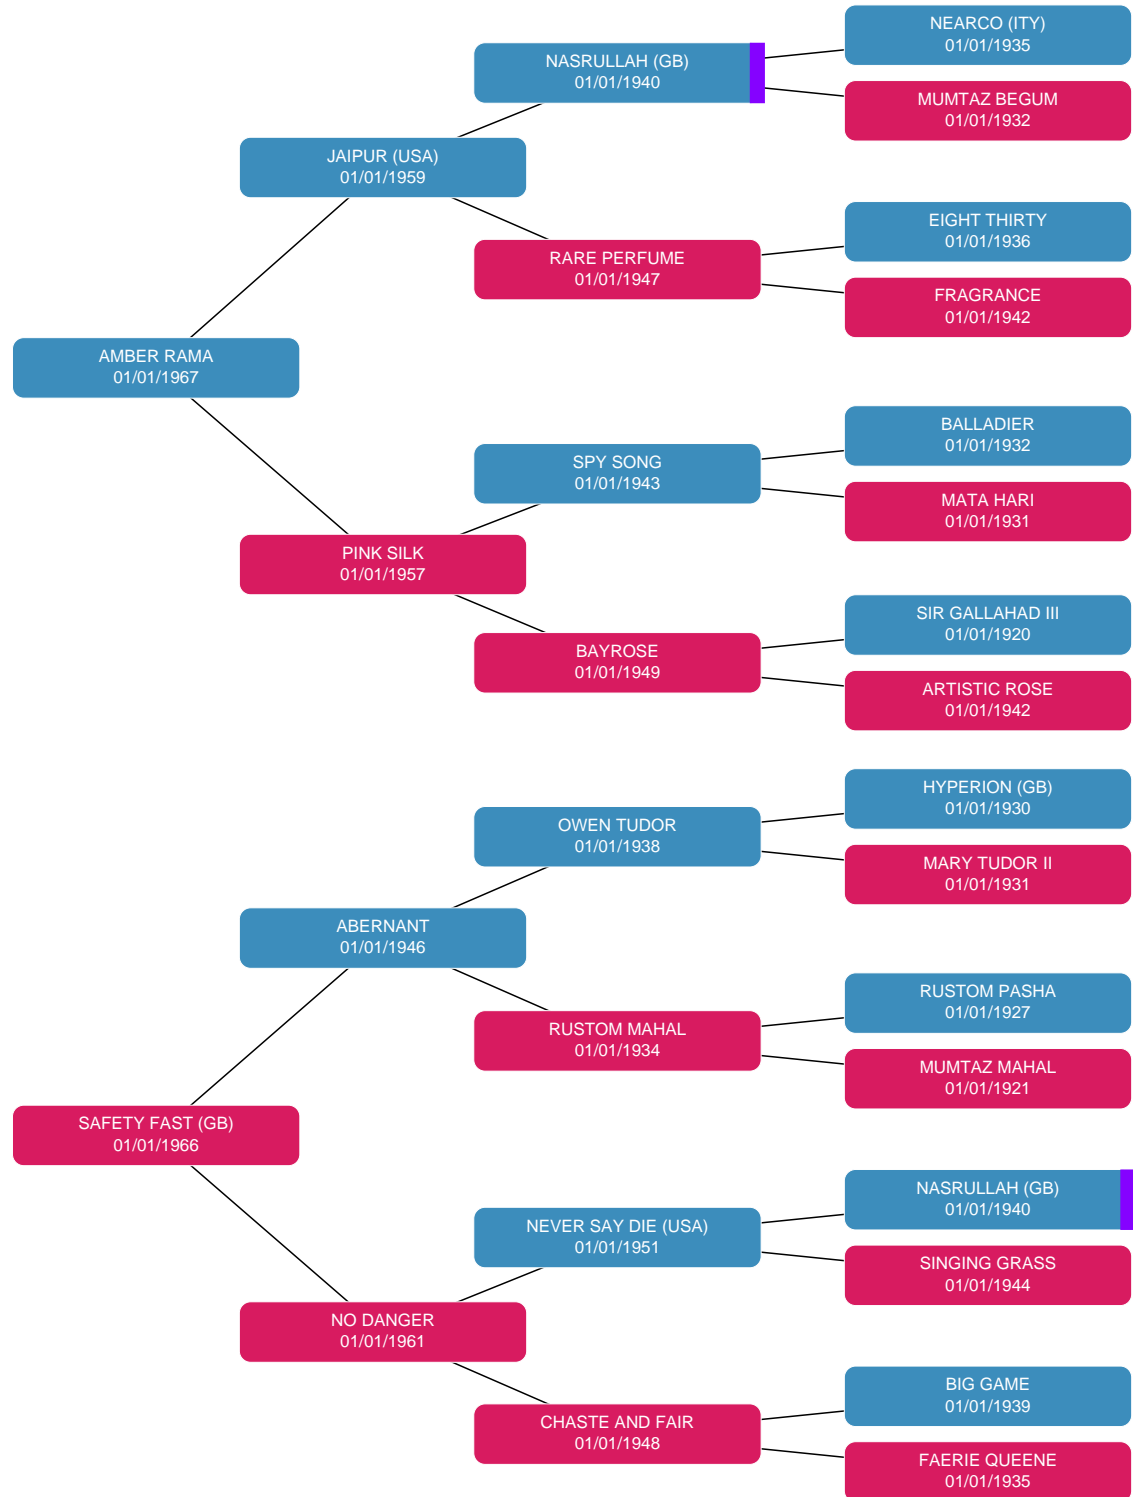 NEARCO (ITY)
01/01/1935
NASRULLAH (GB)
01/01/1940
MUMTAZ BEGUM
01/01/1932
JAIPUR (USA)
01/01/1959
EIGHT THIRTY
01/01/1936
RARE PERFUME
01/01/1947
FRAGRANCE
01/01/1942
AMBER RAMA
01/01/1967
BALLADIER
01/01/1932
SPY SONG
01/01/1943
MATA HARI
01/01/1931
PINK SILK
01/01/1957
SIR GALLAHAD III
01/01/1920
BAYROSE
01/01/1949
ARTISTIC ROSE
01/01/1942
HYPERION (GB)
01/01/1930
OWEN TUDOR
01/01/1938
MARY TUDOR II
01/01/1931
ABERNANT
01/01/1946
RUSTOM PASHA
01/01/1927
RUSTOM MAHAL
01/01/1934
MUMTAZ MAHAL
01/01/1921
SAFETY FAST (GB)
01/01/1966
NASRULLAH (GB)
01/01/1940
NEVER SAY DIE (USA)
01/01/1951
SINGING GRASS
01/01/1944
NO DANGER
01/01/1961
BIG GAME
01/01/1939
CHASTE AND FAIR
01/01/1948
FAERIE QUEENE
01/01/1935